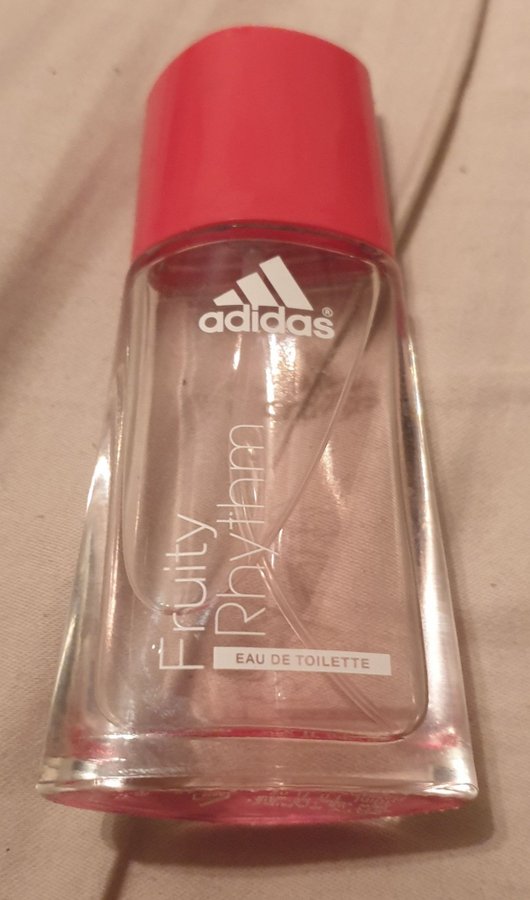 adidas®
Fruity
Rhythm
EAU DE TOILETTE